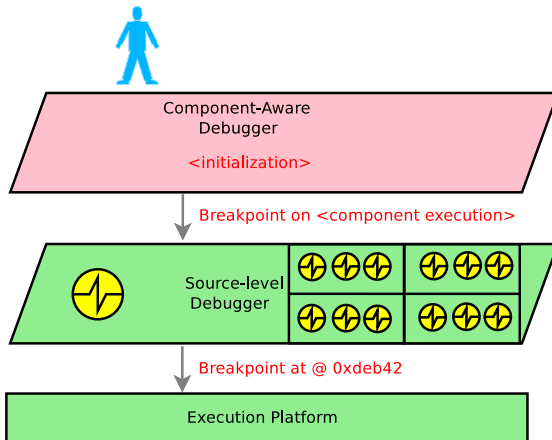 Component-Aware
Debugger
<initialization>
Breakpoint on <component execution>
Source-level
Debugger
Breakpoint at @ 0xdeb42
Execution Platform